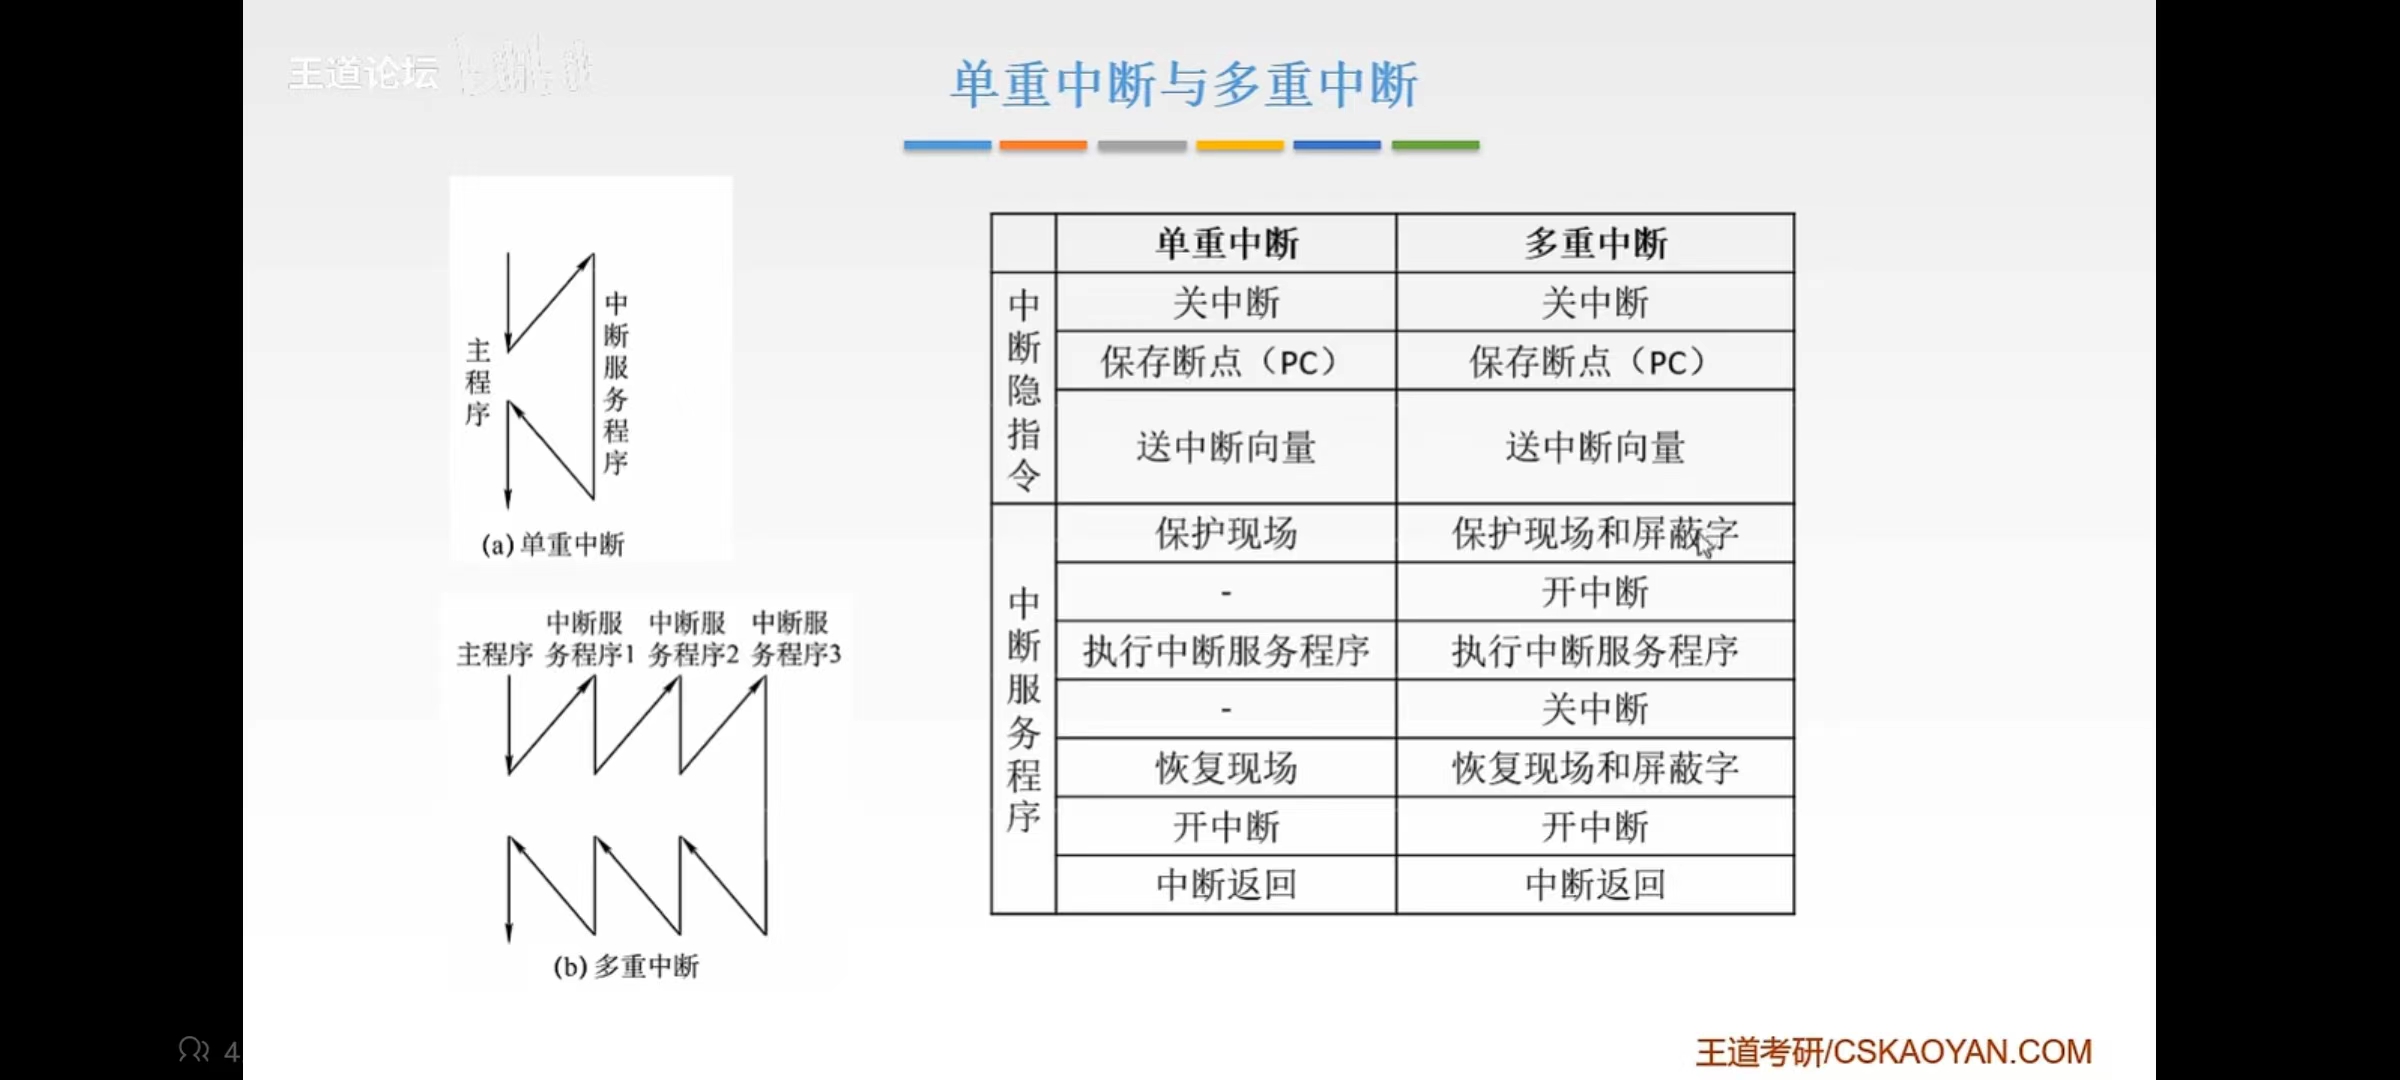 王道论坛
单重中断与多重中断
主程序
中断服务程序
(a)单重中断
主程序
中断服务程序1
中断服务程序2
中断服务程序3
(b)多重中断
单重中断 多重中断
中断隐指令
关中断 关中断
保存断点（PC） 保存断点（PC）
送中断向量 送中断向量
中断服务程序
保护现场 保护现场和屏蔽字
- 开中断
执行中断服务程序 执行中断服务程序
- 关中断
恢复现场 恢复现场和屏蔽字
开中断 开中断
中断返回 中断返回
4
王道考研/CSKAOYAN.COM